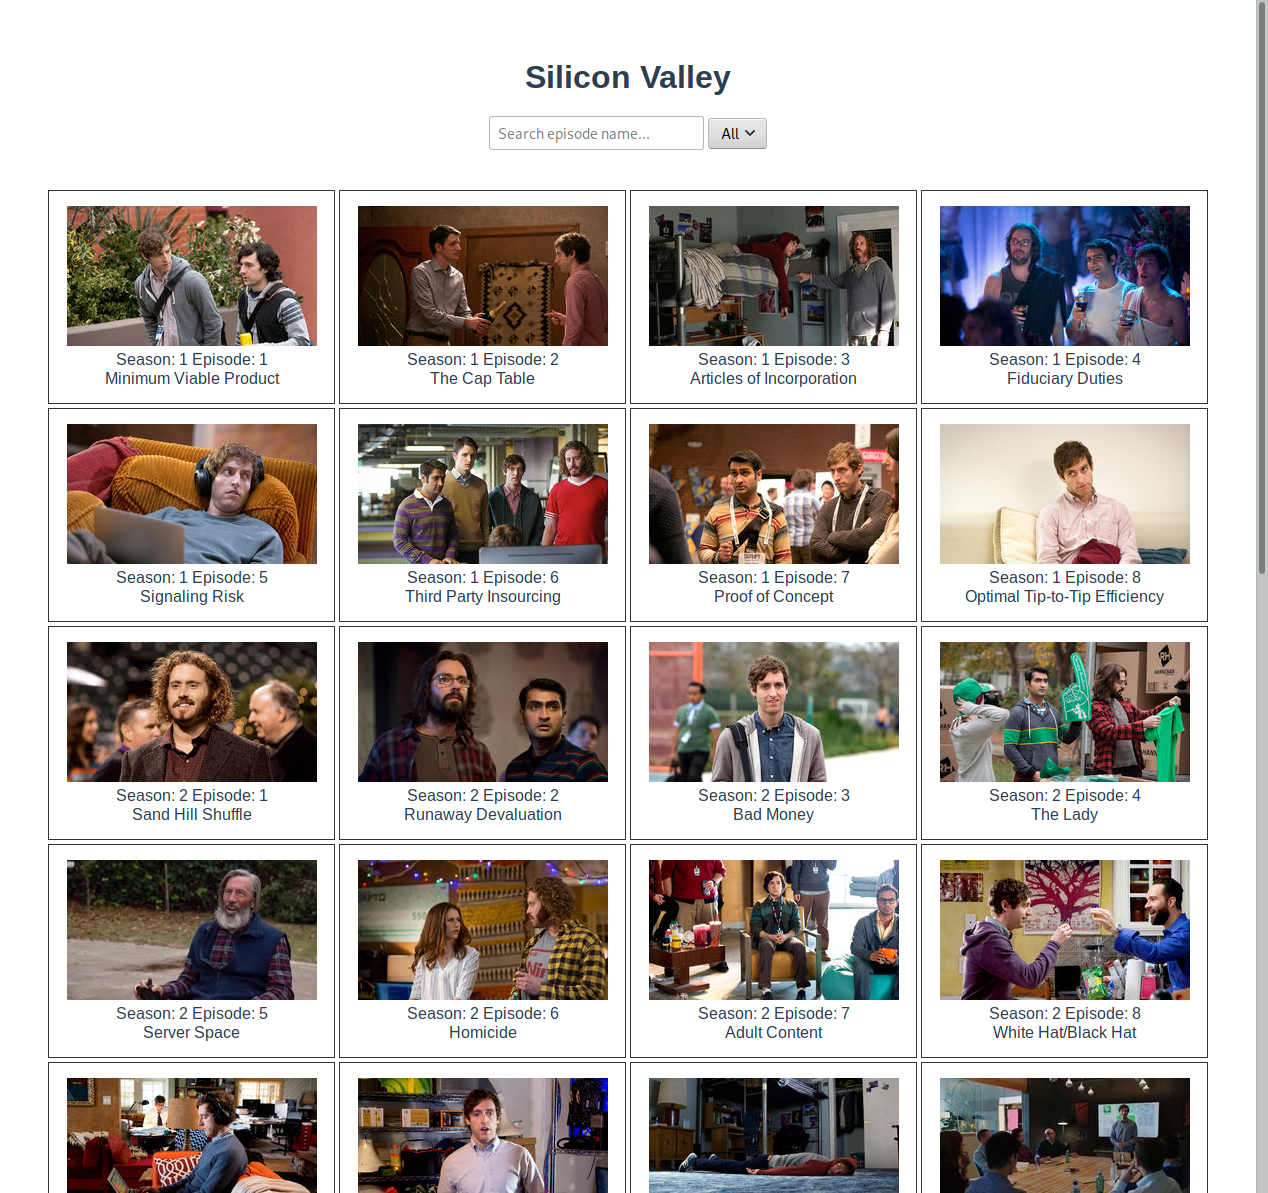 Silicon Valley
Search episode name...
All
Season: 1 Episode: 1
Minimum Viable Product
Season: 1 Episode: 2
The Cap Table
Season: 1 Episode: 3
Articles of Incorporation
Season: 1 Episode: 4
Fiduciary Duties
Season: 1 Episode: 5
Signaling Risk
Season: 1 Episode: 6
Third Party Insourcing
Season: 1 Episode: 7
Proof of Concept
Season: 1 Episode: 8
Optimal Tip-to-Tip Efficiency
RH
Season: 2 Episode: 1
Sand Hill Shuffle
Season: 2 Episode: 2
Runaway Devaluation
Season: 2 Episode: 3
Bad Money
Season: 2 Episode: 4
The Lady
Season: 2 Episode: 5
Server Space
Season: 2 Episode: 6
Homicide
Season: 2 Episode: 7
Adult Content
Season: 2 Episode: 8
White Hat/Black Hat